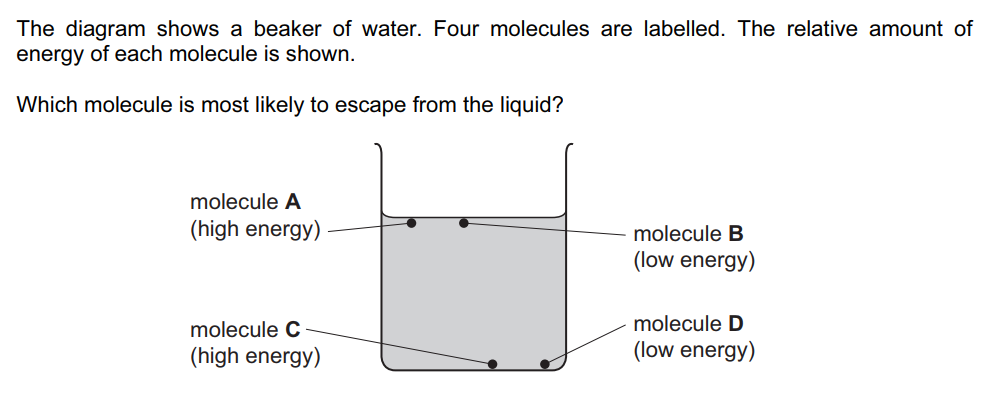 The diagram shows a beaker of water. Four molecules are labelled. The relative amount of
energy of each molecule is shown.
Which molecule is most likely to escape from the liquid?
molecule A
(high energy)
molecule B
(low energy)
molecule C
(high energy)
molecule D
(low energy)